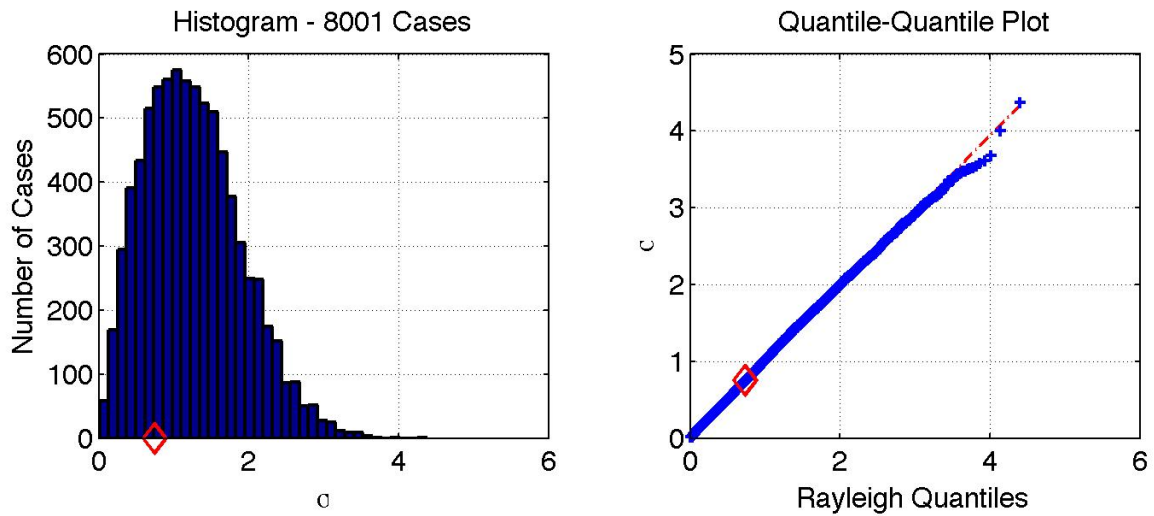 Histogram - 8001 Cases
600
500
400
300
200
100
0
Number of Cases
0 2 4 6
σ
Quantile-Quantile Plot
5
4
3
2
1
0
0 2 4 6
Rayleigh Quantiles